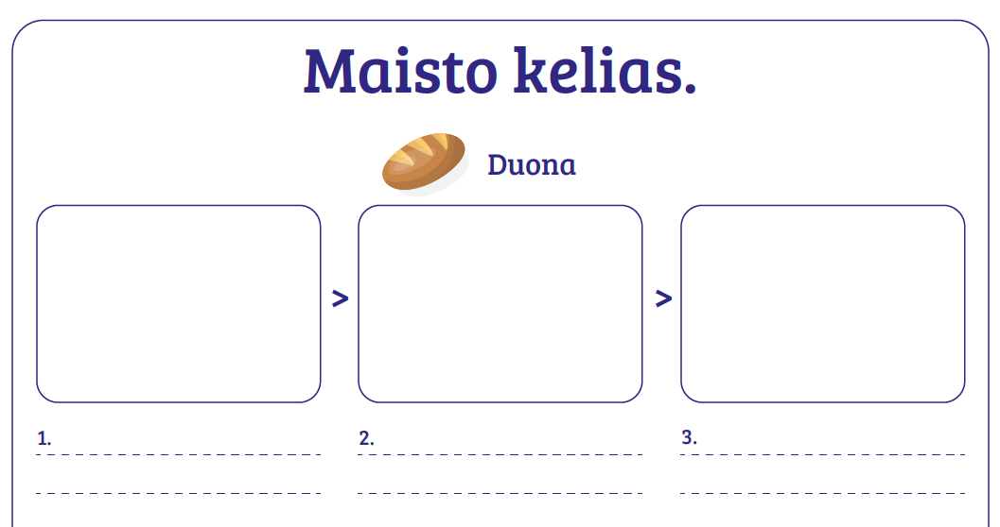 Maisto kelias.
Duona
> >
1. 2. 3.